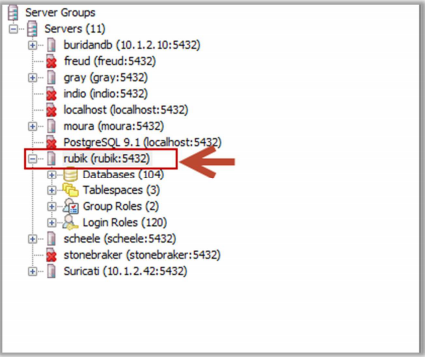 Server Groups
Servers (11)
buridandb (10.1.2.10:5432)
freud (freud:5432)
gray (gray:5432)
indio (indio:5432)
localhost (localhost:5432)
moura (moura:5432)
PostgreSQL 9.1 (localhost:5432)
rubik (rubik:5432)
Databases (104)
Tablespaces (3)
Group Roles (2)
Login Roles (120)
scheele (scheele:5432)
stonebraker (stonebraker:5432)
Suricati (10.1.2.42:5432)